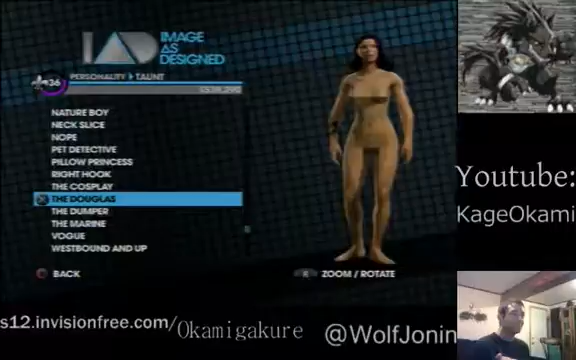 IMAGE
AS
DESIGNED
36
PERSONALITY TAUNT
NATURE BOY
NECK SLICE
NOPE
PET DETECTIVE
PILLOW PRINCESS
RIGHT HOOK
THE COSPLAY
THE DOUGLAS
THE DUMPER
THE MARINE
VOGUE
WESTBOUND AND UP
BACK
R ZOOM / ROTATE
Youtube:
KageOkami
s12.invisionfree.com/Okamigakure
@WolfJonin